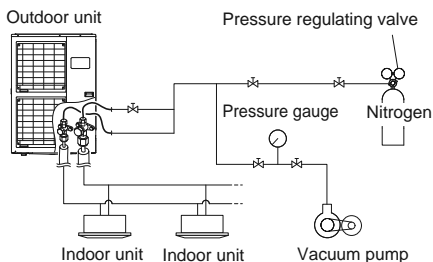 Outdoor unit
Pressure regulating valve
Pressure gauge
Nitrogen
Indoor unit
Indoor unit
Vacuum pump